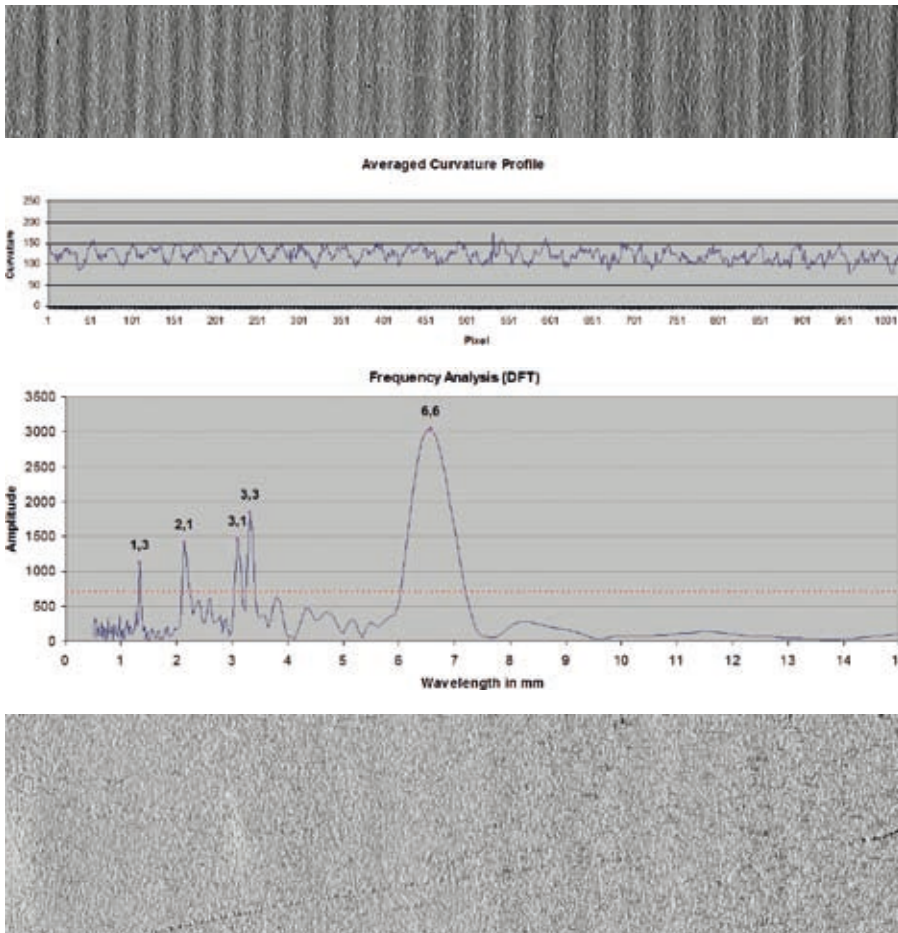 Averaged Curvature Profile
250
200
150
100
50
0
Curvature
1 51 101 151 201 251 301 351 401 451 501 551 601 651 701 751 801 851 901 951 1001
Pixel
Frequency Analysis (DFT)
3500
3000
2500
2000
1500
1000
500
0
Amplitude
6,6
3,3
3,1
2,1
1,3
0 1 2 3 4 5 6 7 8 9 10 11 12 13 14 15
Wavelength in mm